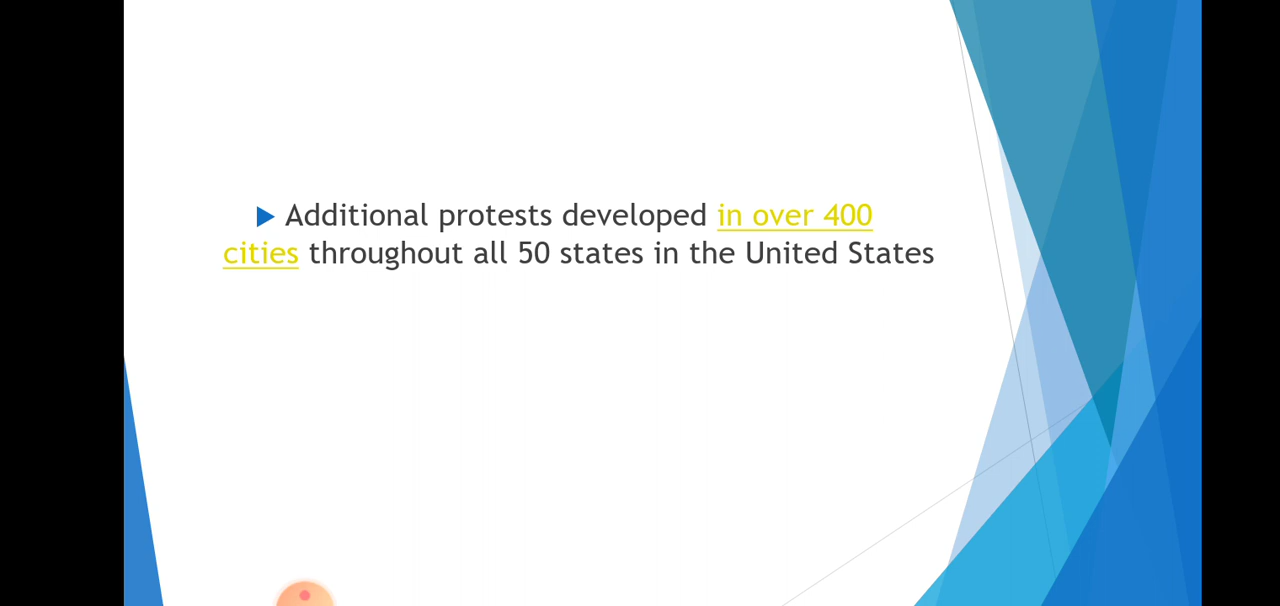 Additional protests developed in over 400
cities throughout all 50 states in the United States